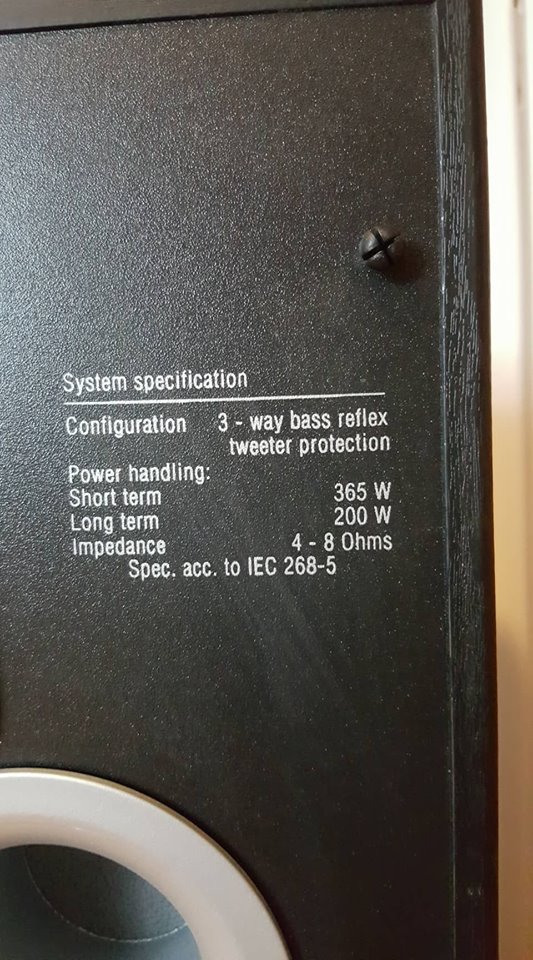 System specification
Configuration 3 - way bass reflex
tweeter protection
Power handling:
Short term 365 W
Long term 200 W
Impedance 4 - 8 Ohms
Spec. acc. to IEC 268-5